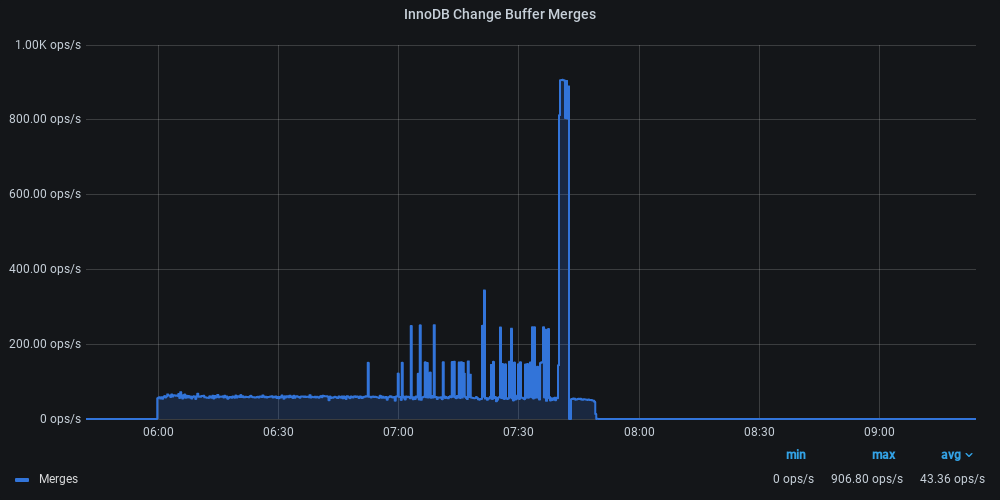 InnoDB Change Buffer Merges
1.00K ops/s
800.00 ops/s
600.00 ops/s
400.00 ops/s
200.00 ops/s
0 ops/s
06:00 06:30 07:00 07:30 08:00 08:30 09:00
min max avg
Merges 0 ops/s 906.80 ops/s 43.36 ops/s